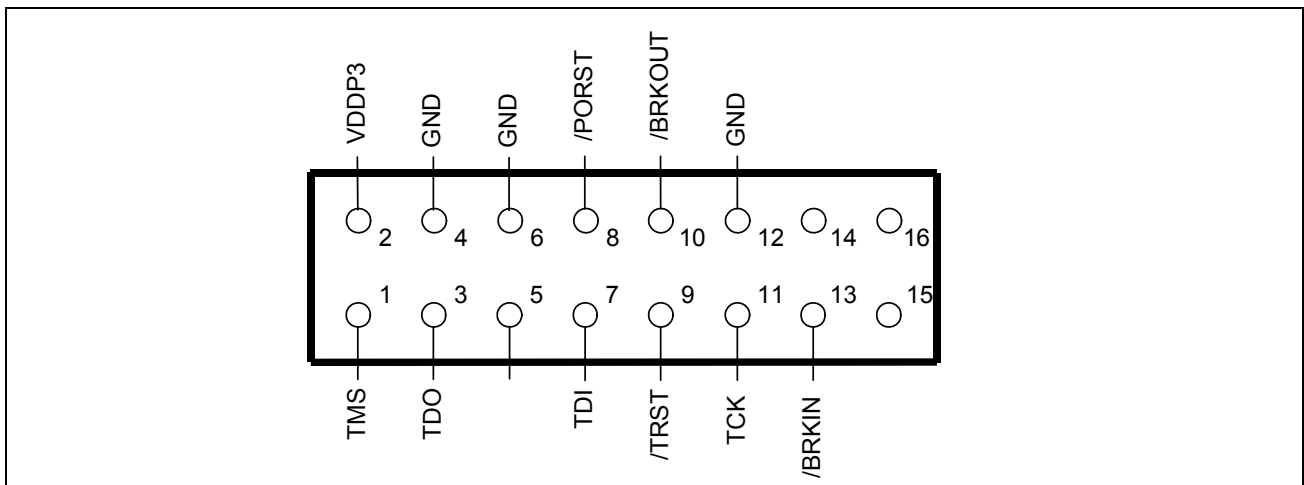 VDDP3
GND
GND
/PORST
/BRKOUT
GND
2
4
6
8
10
12
14
16
1
3
5
7
9
11
13
15
TMS
TDO
TDI
/TRST
TCK
/BRKIN